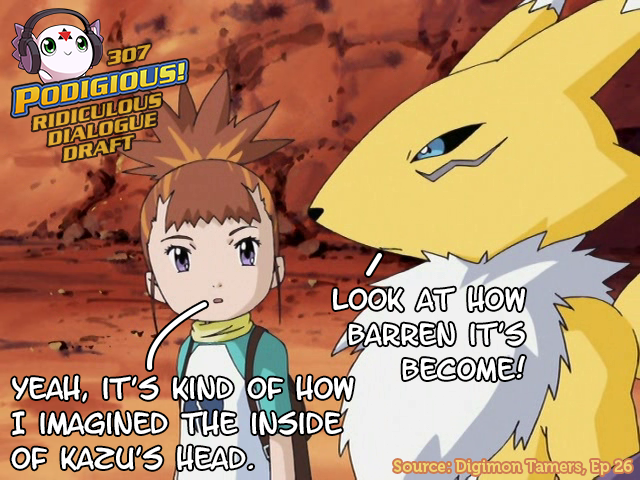 307
PODIGIOUS!
RIDICULOUS
DIALOGUE
DRAFT
LOOK AT HOW
BARREN IT'S
BECOME!
YEAH, IT'S KIND OF HOW
I IMAGINED THE INSIDE
OF KAZU'S HEAD.
Source: Digimon Tamers, Ep 26